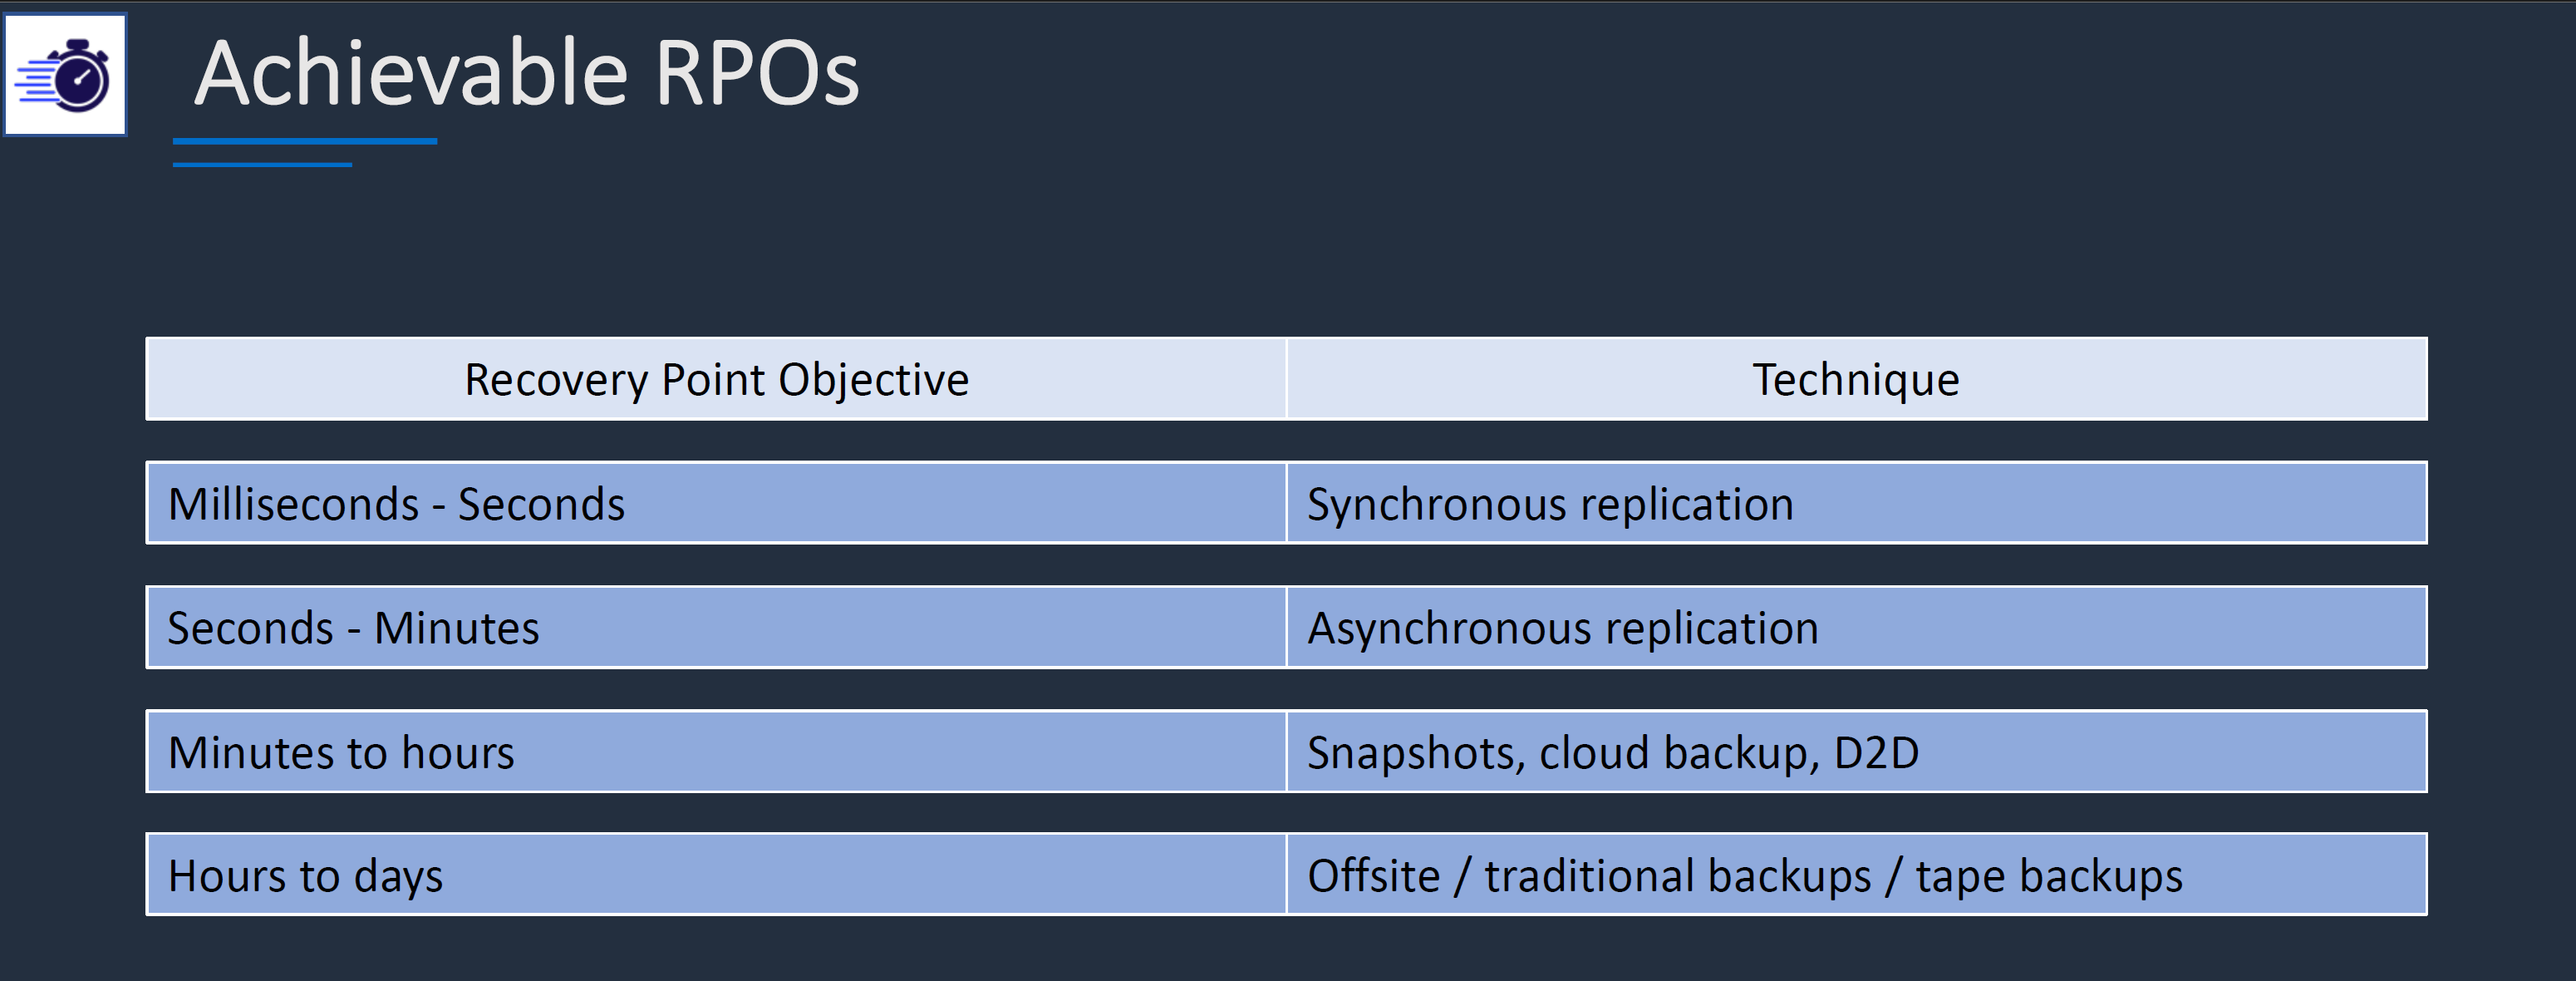 Achievable RPOs
Recovery Point Objective Technique
Milliseconds - Seconds Synchronous replication
Seconds - Minutes Asynchronous replication
Minutes to hours Snapshots, cloud backup, D2D
Hours to days Offsite / traditional backups / tape backups